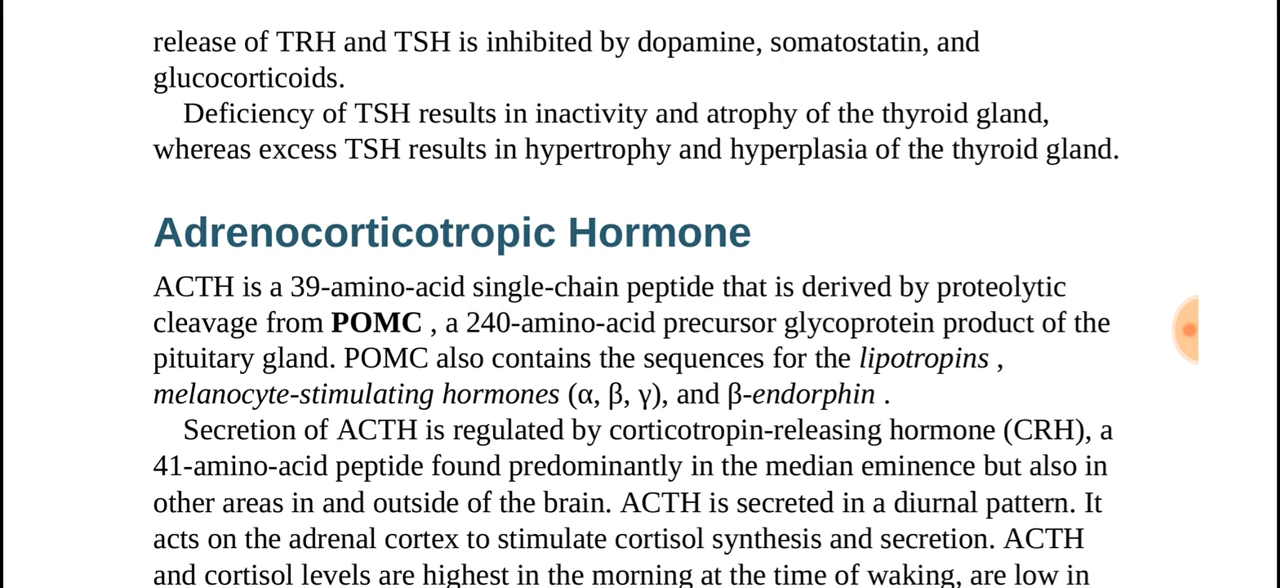 release of TRH and TSH is inhibited by dopamine, somatostatin, and
glucocorticoids.
Deficiency of TSH results in inactivity and atrophy of the thyroid gland,
whereas excess TSH results in hypertrophy and hyperplasia of the thyroid gland.
Adrenocorticotropic Hormone
ACTH is a 39-amino-acid single-chain peptide that is derived by proteolytic
cleavage from POMC , a 240-amino-acid precursor glycoprotein product of the
pituitary gland. POMC also contains the sequences for the lipotropins ,
melanocyte-stimulating hormones (α, β, γ), and β-endorphin .
Secretion of ACTH is regulated by corticotropin-releasing hormone (CRH), a
41-amino-acid peptide found predominantly in the median eminence but also in
other areas in and outside of the brain. ACTH is secreted in a diurnal pattern. It
acts on the adrenal cortex to stimulate cortisol synthesis and secretion. ACTH
and cortisol levels are highest in the morning at the time of waking, are low in